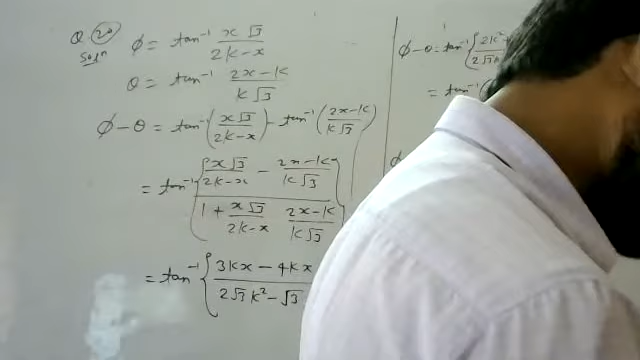 Q 20
Soln
φ = tan⁻¹ x√3 / 2k-x
θ = tan⁻¹ 2x-k / k√3
φ-θ = tan⁻¹(x√3 / 2k-x) - tan⁻¹(2x-k / k√3)
= tan⁻¹{ x√3 / 2k-x - 2x-k / k√3
1 + x√3 / 2k-x 2x-k / k√3
= tan⁻¹{ 3kx - 4kx
2√3 k² - √3
φ-θ = tan⁻¹{ 2k²
2√3k
= tan⁻¹(
φ